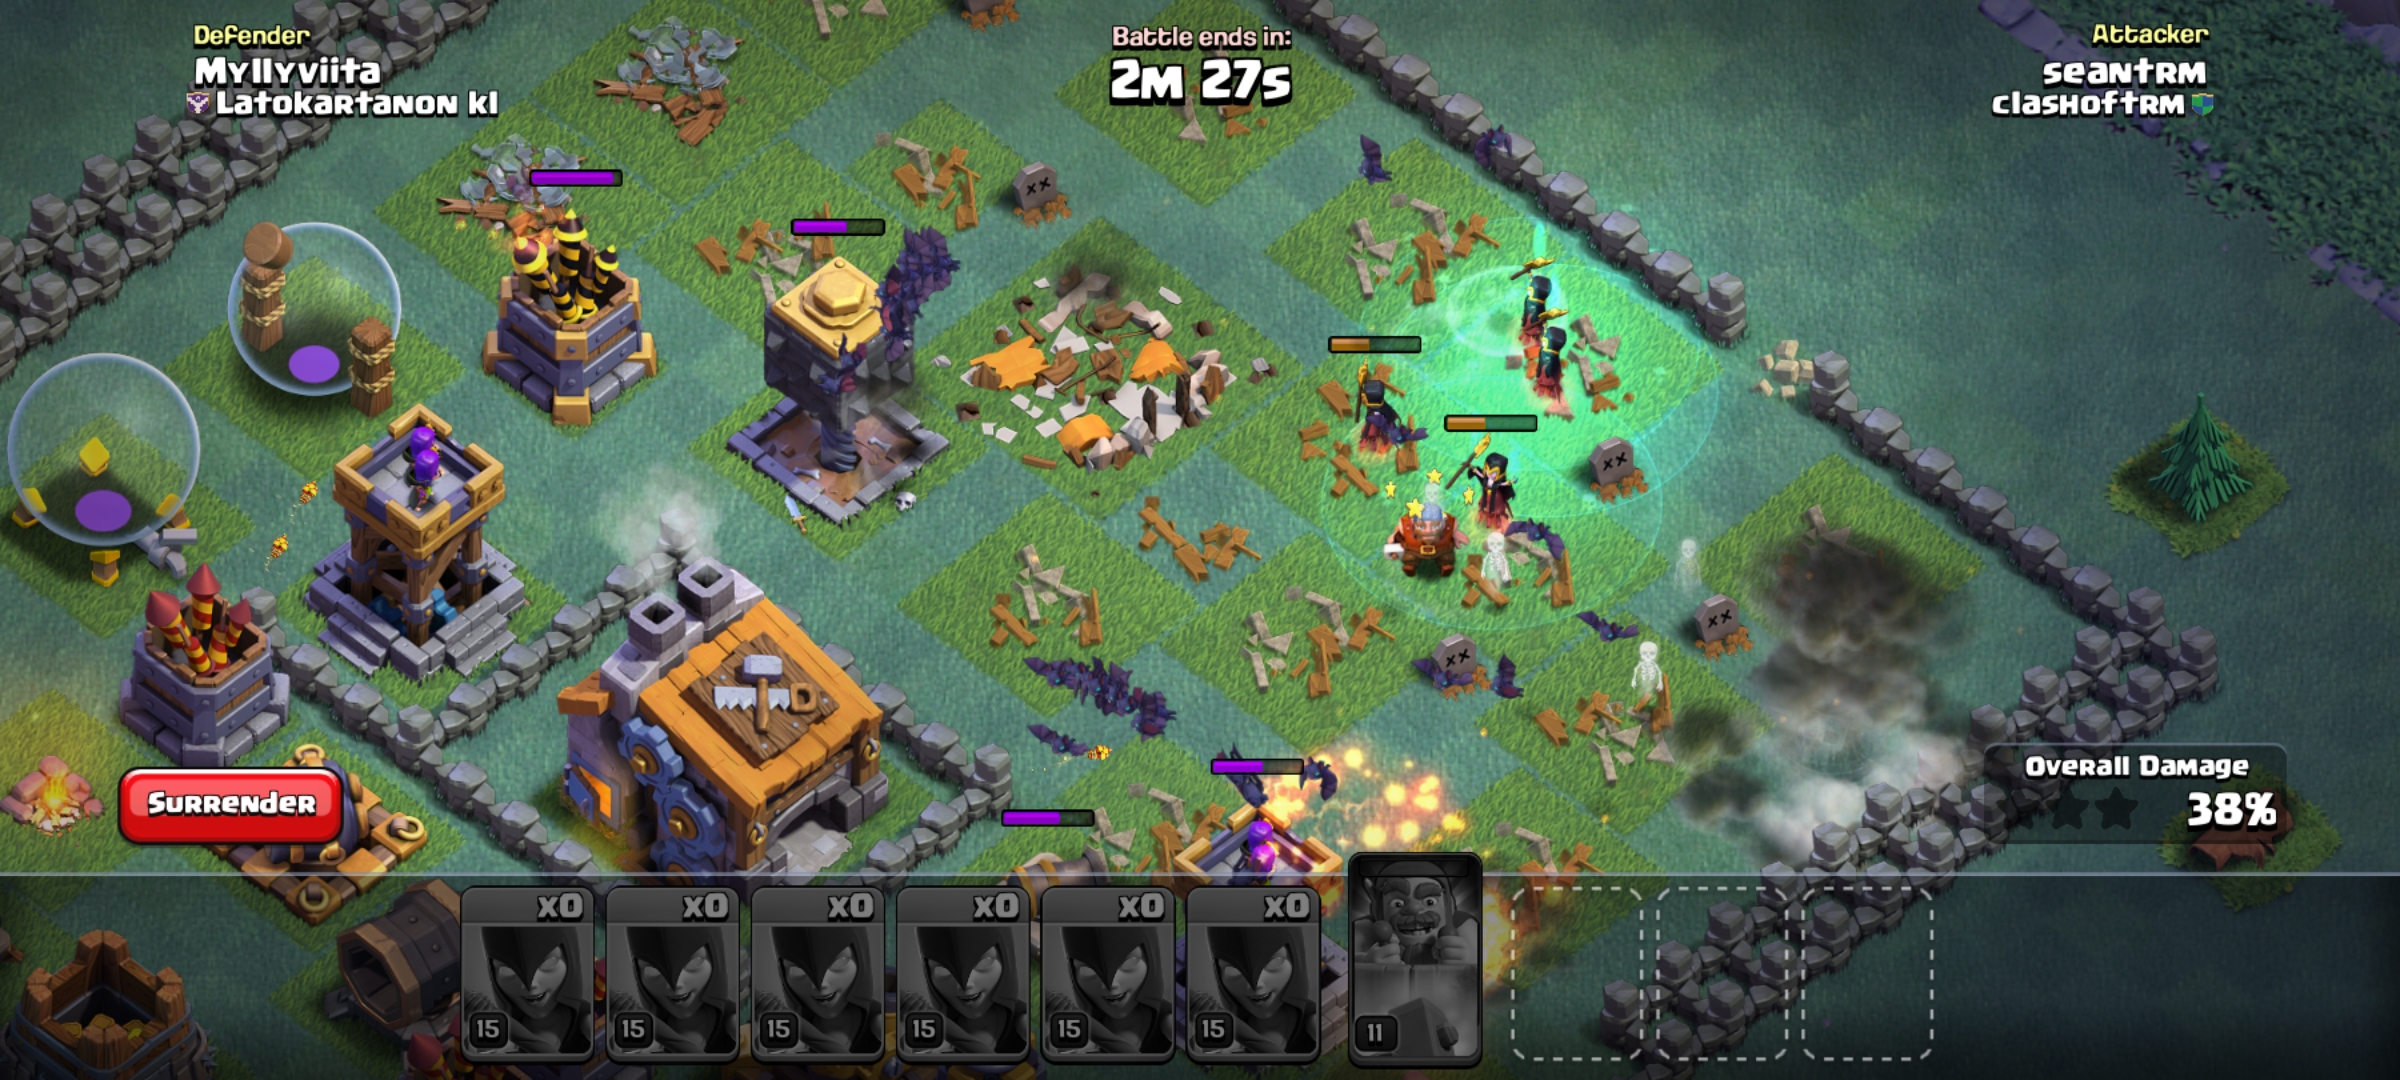 Defender
Myllyviita
Latokartanon kl
Battle ends in:
2M 27s
Attacker
seantRM
clashoftRM
Surrender
Overall Damage
38%
x0
x0
x0
x0
x0
x0
15
15
15
15
15
15
11